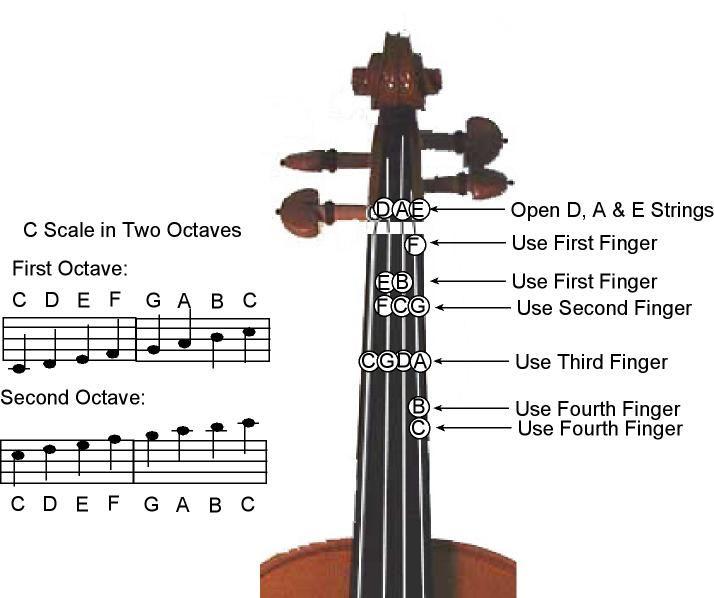 C Scale in Two Octaves
First Octave:
C D E F G A B C
Second Octave:
C D E F G A B C
D A E Open D, A & E Strings
F Use First Finger
E B Use First Finger
F C G Use Second Finger
C G D A Use Third Finger
B Use Fourth Finger
C Use Fourth Finger